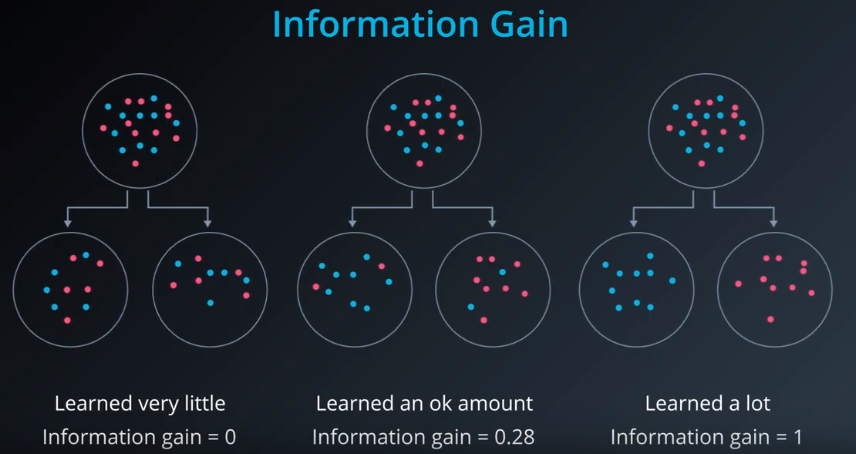 Information Gain
Learned very little
Information gain = 0
Learned an ok amount
Information gain = 0.28
Learned a lot
Information gain = 1